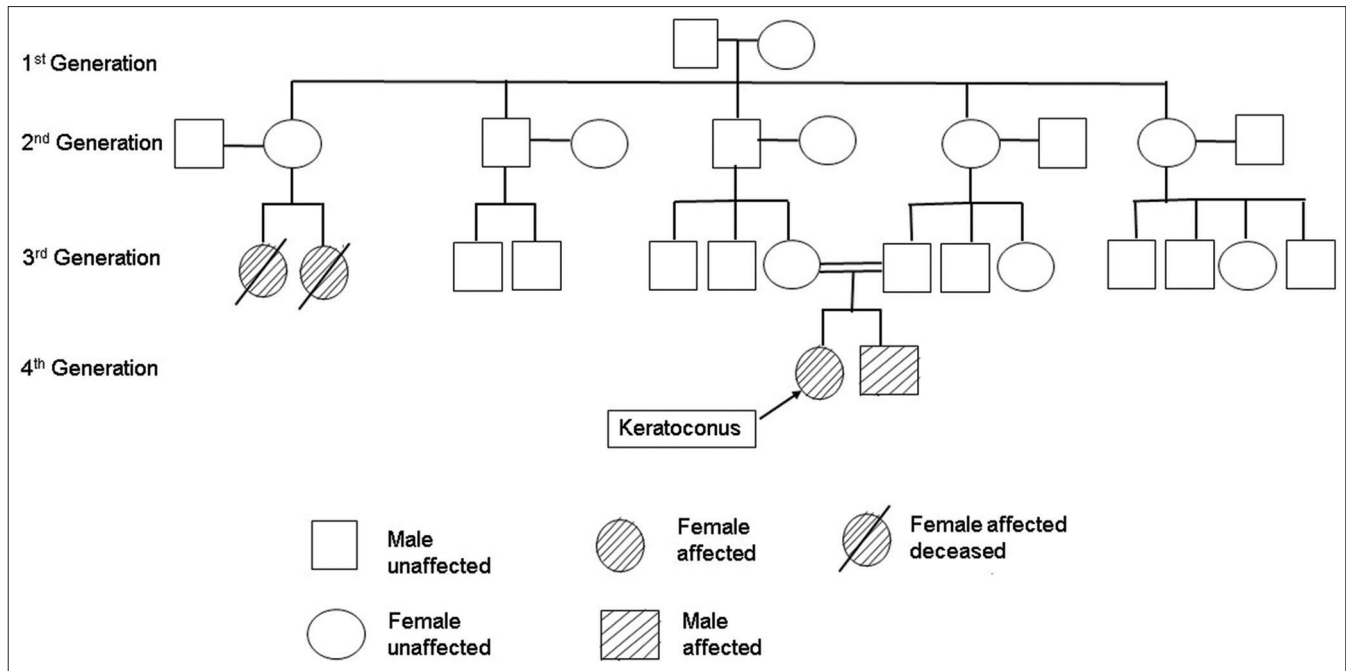 1st Generation
2nd Generation
3rd Generation
4th Generation
Keratoconus
Male
unaffected
Female
affected
Female affected
deceased
Female
unaffected
Male
affected